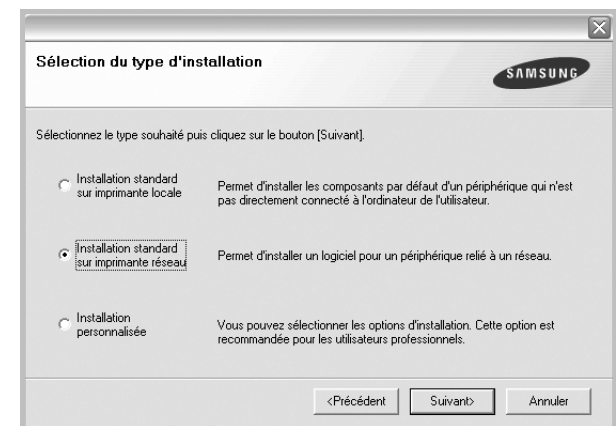 Sélection du type d'installation
SAMSUNG
Sélectionnez le type souhaité puis cliquez sur le bouton [Suivant].
Installation standard
sur imprimante locale
Permet d'installer les composants par défaut d'un périphérique qui n'est
pas directement connecté à l'ordinateur de l'utilisateur.
Installation standard
sur imprimante réseau
Permet d'installer un logiciel pour un périphérique relié à un réseau.
Installation
personnalisée
Vous pouvez sélectionner les options d'installation. Cette option est
recommandée pour les utilisateurs professionnels.
<Précédent
Suivant>
Annuler